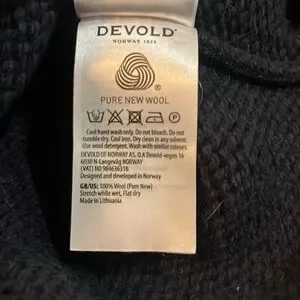 DEVOLD®
NORWAY 1853
®
PURE NEW WOOL
P
Cool hand wash only. Do not bleach. Do not
tumble dry. Cool iron. Dry clean in any solvent.
Use wool detergent. Wash with similar colours.
DEVOLD OF NORWAY AS, O.A Devold-vegen 16
6030 N-Langevåg NORWAY
(VAT) NO 984636318
Designed and developed in Norway
GB/US: 100% Wool (Pure New)
Stretch while wet, Flat dry
Made in Lithuania